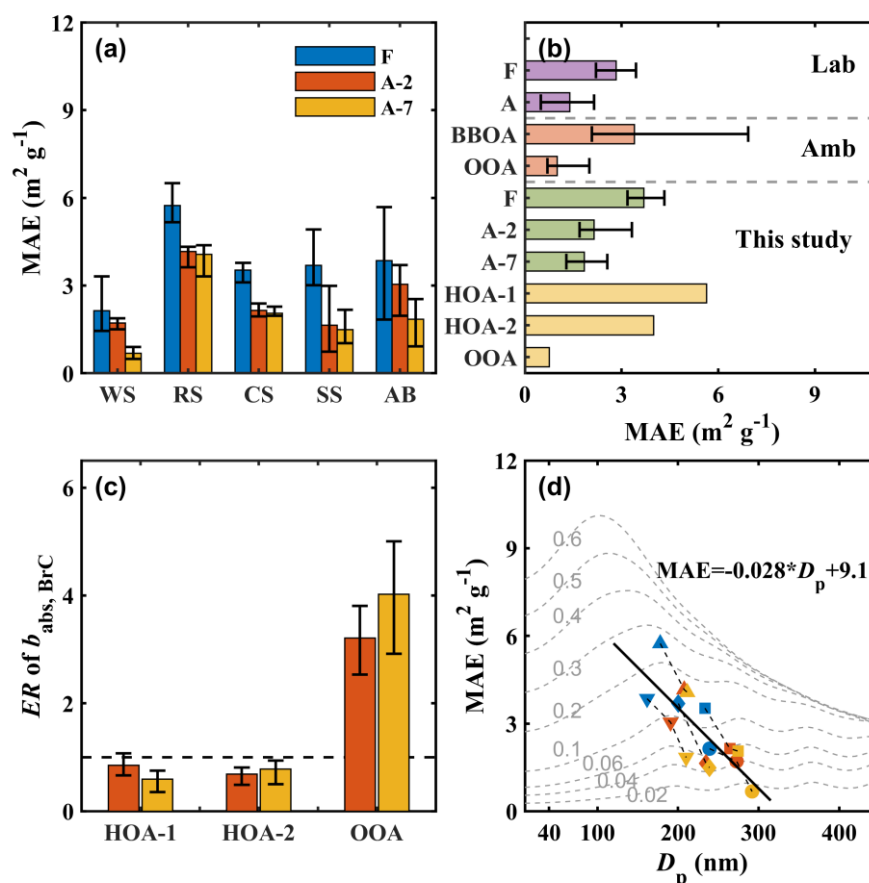 (a)
F
A-2
A-7
12
9
6
3
0
MAE (m² g⁻¹)
WS RS CS SS AB
(b)
Lab
Amb
This study
F
A
BBOA
OOA
F
A-2
A-7
HOA-1
HOA-2
OOA
0 3 6 9
MAE (m² g⁻¹)
(c)
6
4
2
0
ER of b_abs, BrC
HOA-1 HOA-2 OOA
(d)
12
9
6
3
0
MAE (m² g⁻¹)
MAE=-0.028*D_p+9.1
0.6
0.5
0.4
0.3
0.2
0.1
0.06
0.04
0.02
40 100 200 300 400
D_p (nm)